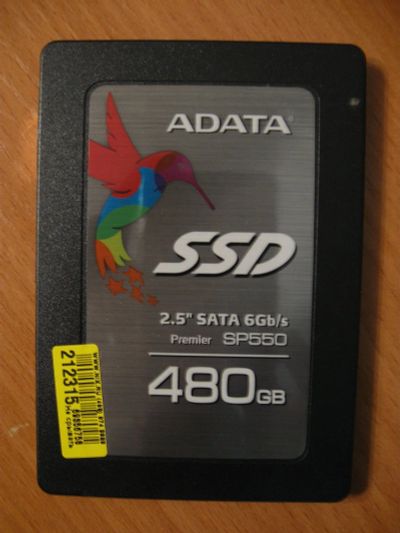 ADATA
SSD
2.5" SATA 6Gb/s
Premier SP550
480GB
212315